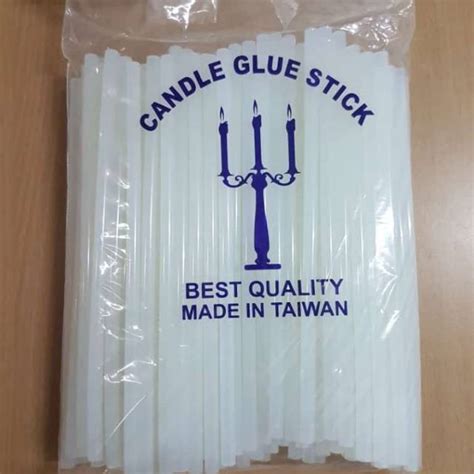 CANDLE GLUE STICK
BEST QUALITY
MADE IN TAIWAN